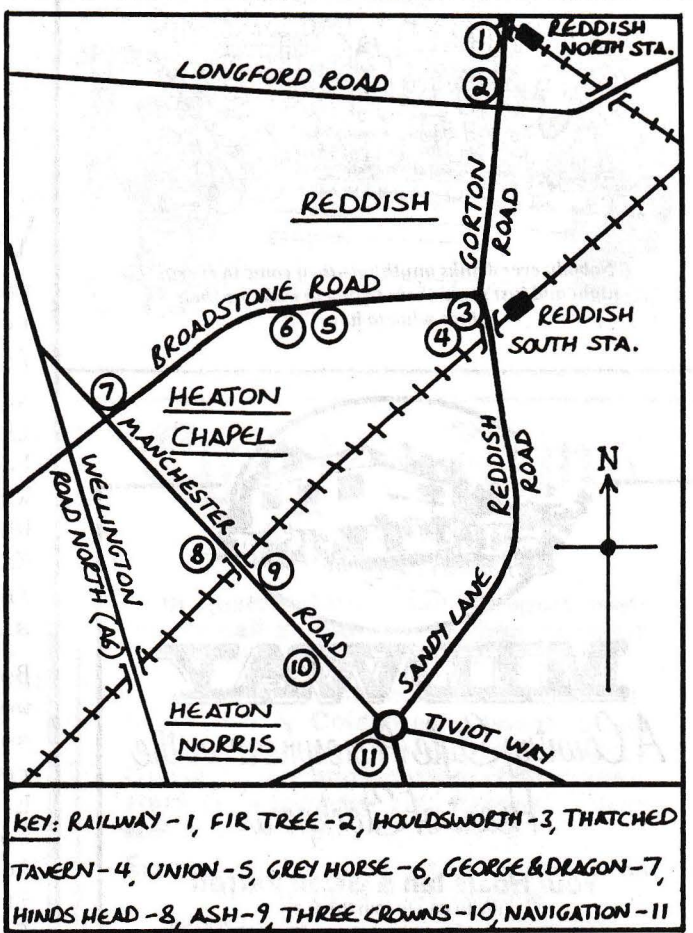 1
REDDISH
NORTH STA.
LONGFORD ROAD
2
REDDISH
GORTON
ROAD
BROADSTONE ROAD
6
5
3
4
REDDISH
SOUTH STA.
7
HEATON
CHAPEL
MANCHESTER
ROAD
WELLINGTON
ROAD NORTH (A6)
REDDISH
ROAD
N
8
9
10
SANDY LANE
HEATON
NORRIS
11
TIVIOT WAY
KEY: RAILWAY - 1, FIR TREE - 2, HOULDSWORTH - 3, THATCHED
TAVERN - 4, UNION - 5, GREY HORSE - 6, GEORGE & DRAGON - 7,
HINDS HEAD - 8, ASH - 9, THREE CROWNS - 10, NAVIGATION - 11